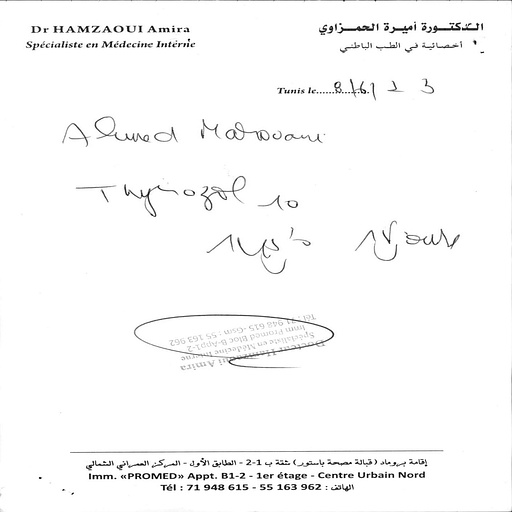 Dr HAMZAOUI Amira
Spécialiste en Médecine Interne
الدكتورة أميرة الحمزاوي
أخصائية في الطب الباطني
Tunis le......8/6/23
Ahmed Marouani
Thyrozol 10
1 /jour
Docteur Hamzaoui Amira
Spécialiste en Médecine Interne
Imm Promed Bloc B-Appt1-2
Tél : 71 948 615 - Gsm : 55 163 962
إقامة بروماد (قبالة مصحة باستور) شقة ب 1-2 - الطابق الأول - المركز العمراني الشمالي
Imm. «PROMED» Appt. B1-2 - 1er étage - Centre Urbain Nord
Tél : 71 948 615 - 55 163 962 : الهاتف